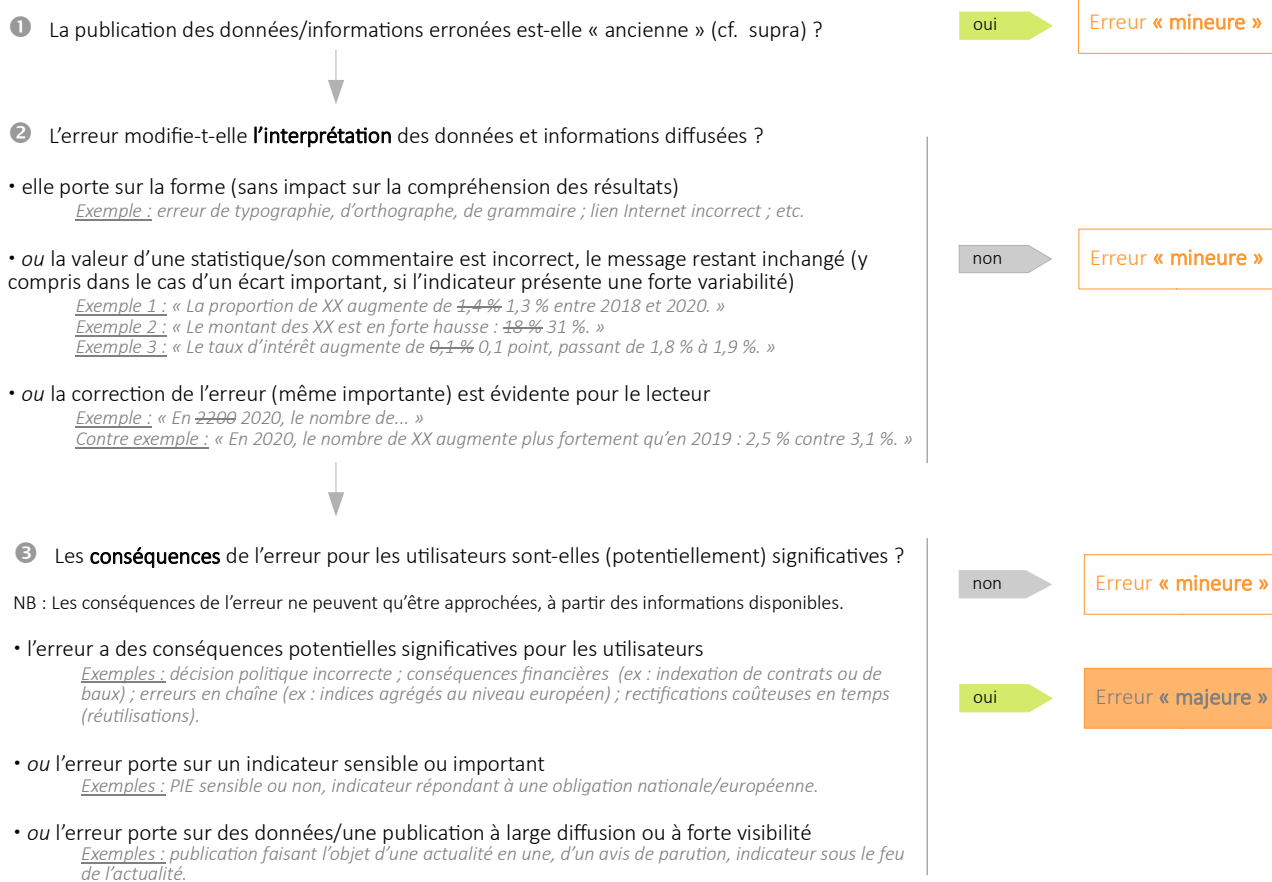 ❶ La publication des données/informations erronées est-elle « ancienne » (cf. supra) ?
oui
Erreur « mineure »
❷ L'erreur modifie-t-elle l'interprétation des données et informations diffusées ?
• elle porte sur la forme (sans impact sur la compréhension des résultats)
Exemple : erreur de typographie, d'orthographe, de grammaire ; lien Internet incorrect ; etc.
• ou la valeur d'une statistique/son commentaire est incorrect, le message restant inchangé (y
compris dans le cas d'un écart important, si l'indicateur présente une forte variabilité)
non
Erreur « mineure »
Exemple 1 : « La proportion de XX augmente de 1,4 % 1,3 % entre 2018 et 2020. »
Exemple 2 : « Le montant des XX est en forte hausse : 18 % 31 %. »
Exemple 3 : « Le taux d'intérêt augmente de 0,1 % 0,1 point, passant de 1,8 % à 1,9 %. »
• ou la correction de l'erreur (même importante) est évidente pour le lecteur
Exemple : « En 2200 2020, le nombre de... »
Contre exemple : « En 2020, le nombre de XX augmente plus fortement qu'en 2019 : 2,5 % contre 3,1 %. »
❸ Les conséquences de l'erreur pour les utilisateurs sont-elles (potentiellement) significatives ?
non
Erreur « mineure »
NB : Les conséquences de l'erreur ne peuvent qu'être approchées, à partir des informations disponibles.
• l'erreur a des conséquences potentielles significatives pour les utilisateurs
Exemples : décision politique incorrecte ; conséquences financières (ex : indexation de contrats ou de
baux) ; erreurs en chaîne (ex : indices agrégés au niveau européen) ; rectifications coûteuses en temps
(réutilisations).
oui
Erreur « majeure »
• ou l'erreur porte sur un indicateur sensible ou important
Exemples : PIE sensible ou non, indicateur répondant à une obligation nationale/européenne.
• ou l'erreur porte sur des données/une publication à large diffusion ou à forte visibilité
Exemples : publication faisant l'objet d'une actualité en une, d'un avis de parution, indicateur sous le feu
de l'actualité.